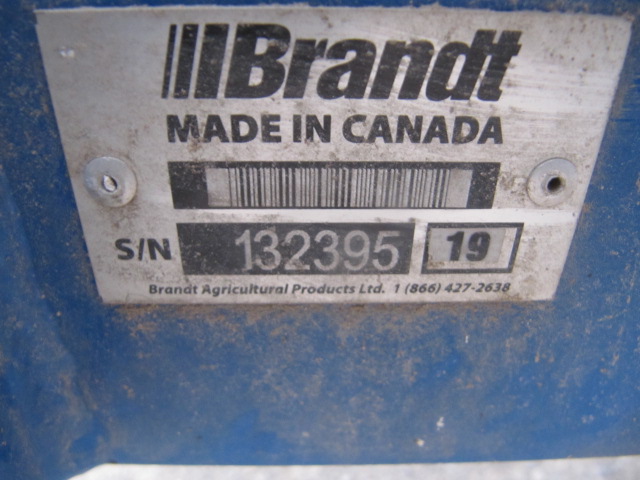 Brandt
MADE IN CANADA
S/N 132395 19
Brandt Agricultural Products Ltd. 1 (866) 427-2638